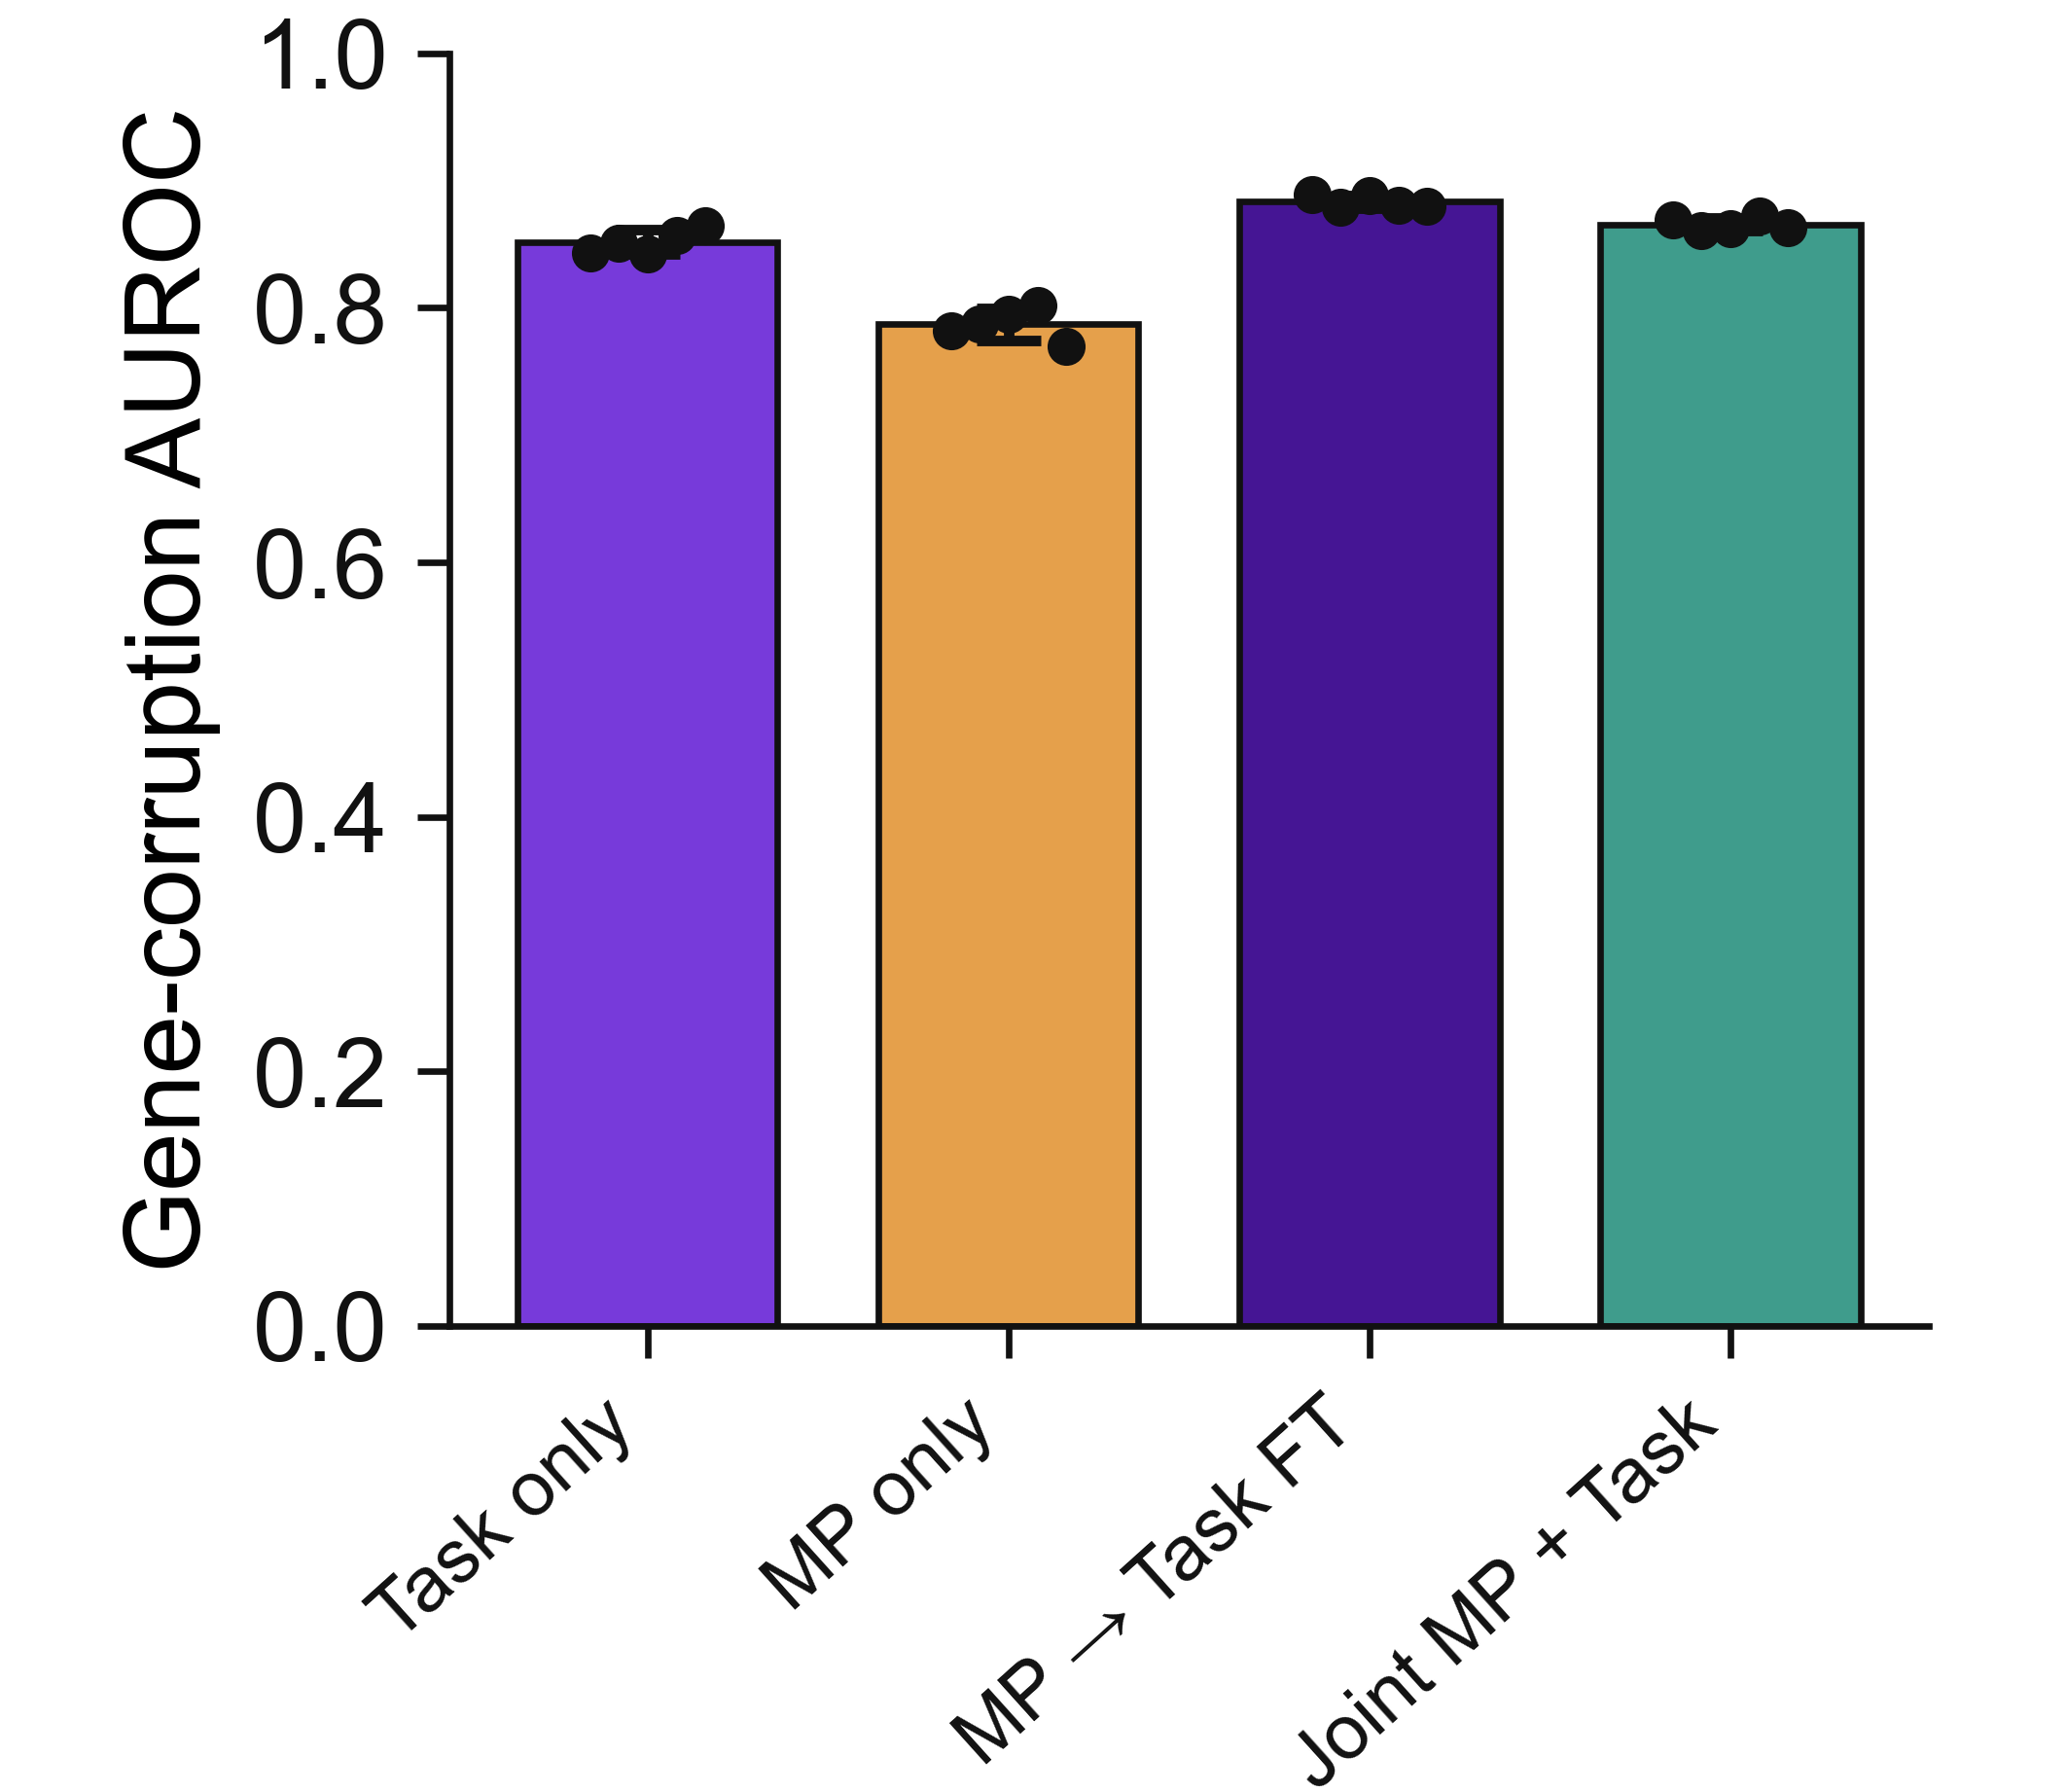 Gene-corruption AUROC
1.0
0.8
0.6
0.4
0.2
0.0
Task only
MP only
MP → Task FT
Joint MP + Task